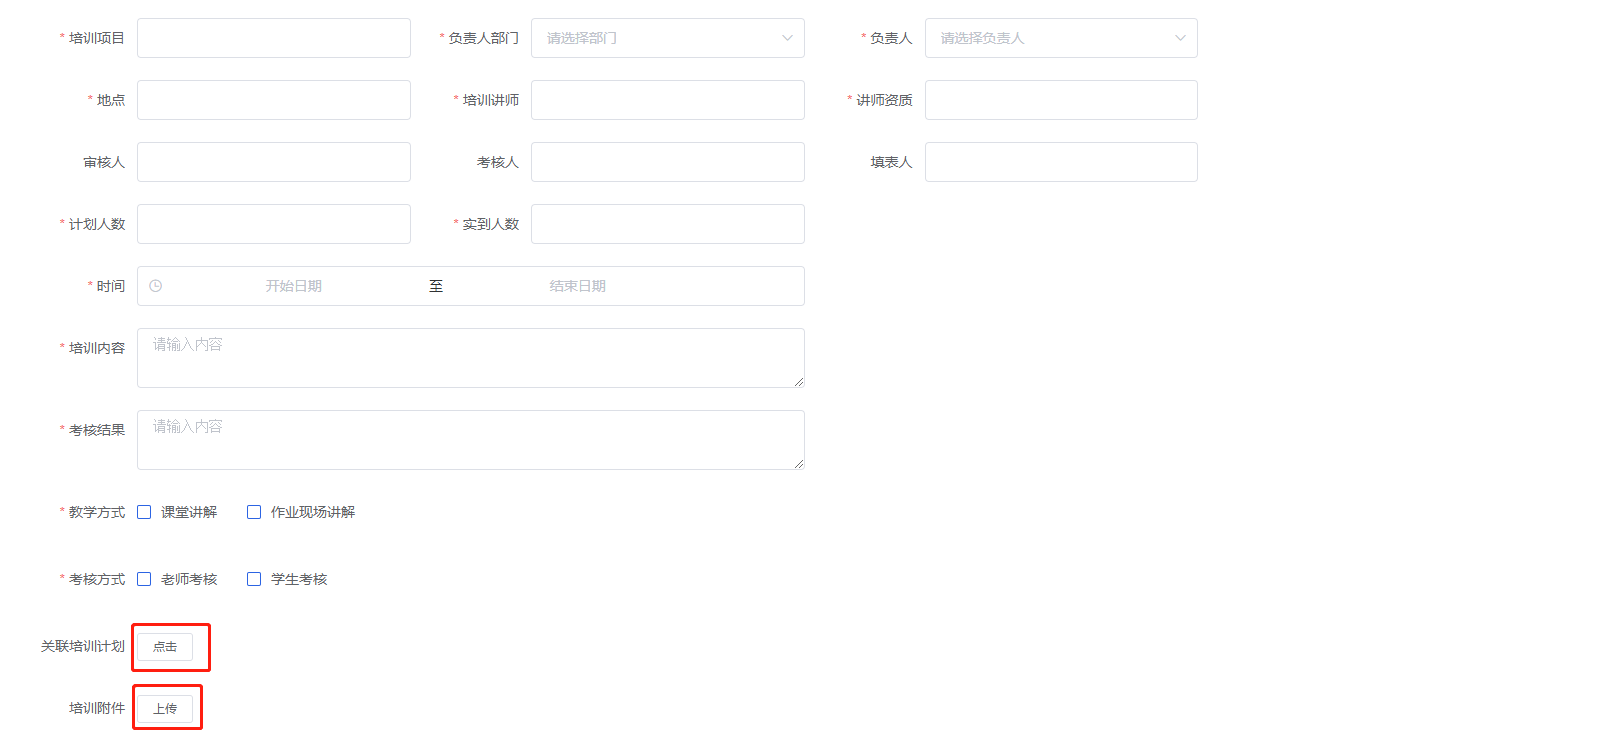 * 培训项目 * 负责人部门 请选择部门 * 负责人 请选择负责人
* 地点 * 培训讲师 * 讲师资质
审核人 考核人 填表人
* 计划人数 * 实到人数
* 时间 开始日期 至 结束日期
* 培训内容 请输入内容
* 考核结果 请输入内容
* 教学方式 课堂讲解 作业现场讲解
* 考核方式 老师考核 学生考核
关联培训计划 点击
培训附件 上传